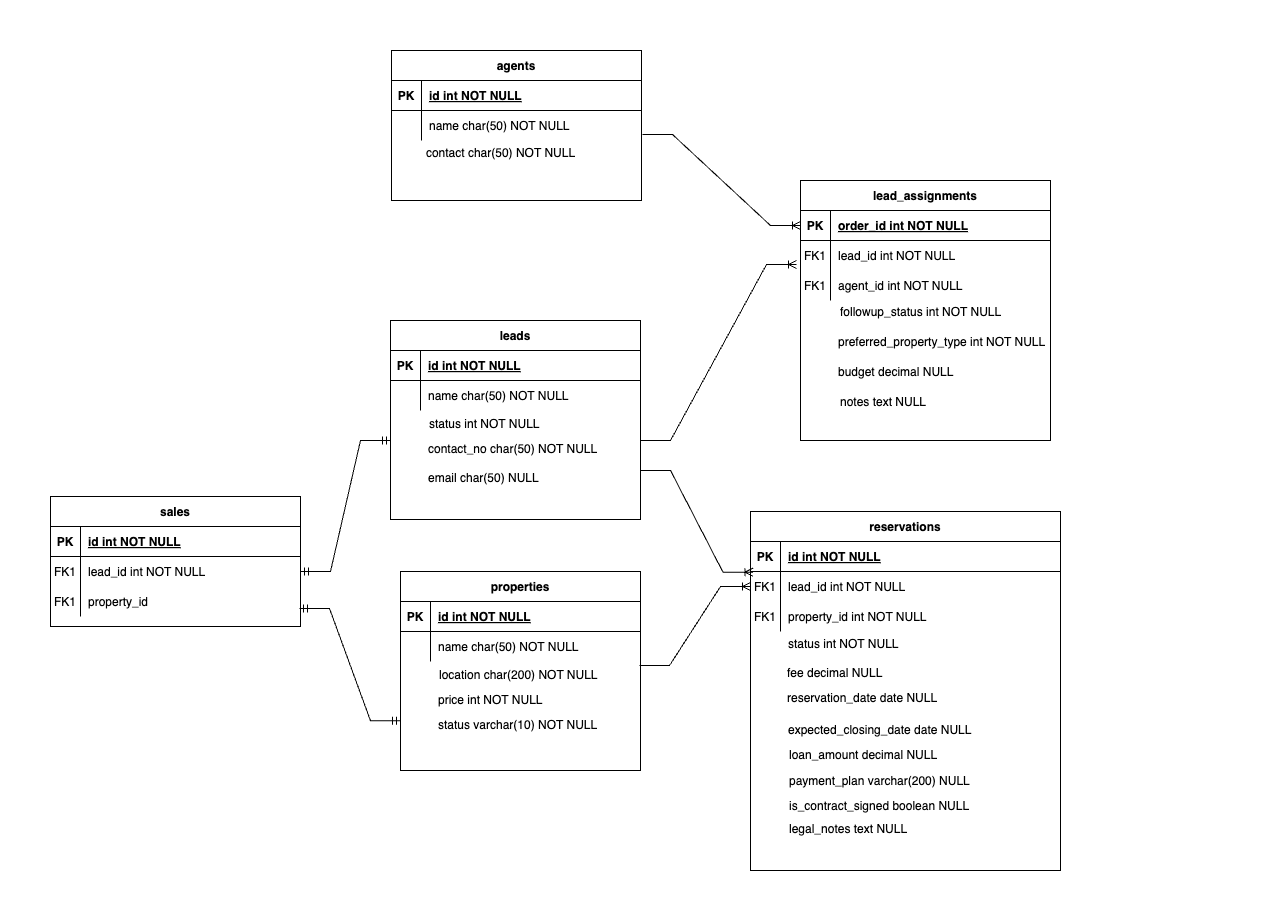 agents
PK id int NOT NULL
name char(50) NOT NULL
contact char(50) NOT NULL
lead_assignments
PK order_id int NOT NULL
FK1 lead_id int NOT NULL
FK1 agent_id int NOT NULL
followup_status int NOT NULL
preferred_property_type int NOT NULL
budget decimal NULL
notes text NULL
leads
PK id int NOT NULL
name char(50) NOT NULL
status int NOT NULL
contact_no char(50) NOT NULL
email char(50) NULL
sales
PK id int NOT NULL
FK1 lead_id int NOT NULL
FK1 property_id
properties
PK id int NOT NULL
name char(50) NOT NULL
location char(200) NOT NULL
price int NOT NULL
status varchar(10) NOT NULL
reservations
PK id int NOT NULL
FK1 lead_id int NOT NULL
FK1 property_id int NOT NULL
status int NOT NULL
fee decimal NULL
reservation_date date NULL
expected_closing_date date NULL
loan_amount decimal NULL
payment_plan varchar(200) NULL
is_contract_signed boolean NULL
legal_notes text NULL